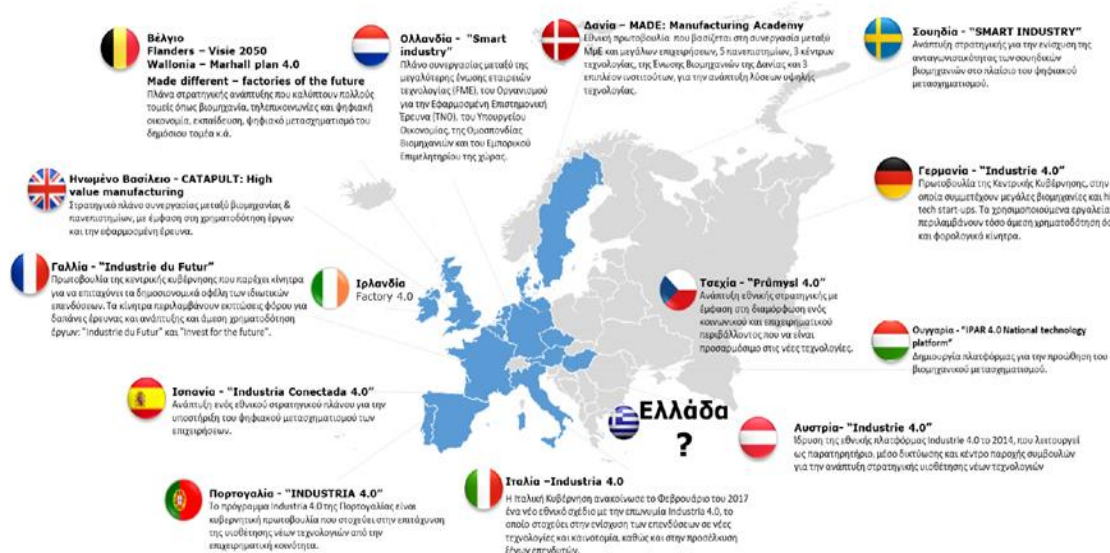 Βέλγιο
Flanders – Visie 2050
Wallonia – Marhall plan 4.0
Made different – factories of the future
Πλάνα στρατηγικής ανάπτυξης που καλύπτουν πολλούς
τομείς όπως βιομηχανία, τηλεπικοινωνίες και ψηφιακή
οικονομία, εκπαίδευση, ψηφιακό μετασχηματισμό του
δημόσιου τομέα κ.ά.
Ολλανδία - "Smart
industry"
Πλάνο συνεργασίας μεταξύ της
μεγαλύτερης ένωσης εταιρειών
τεχνολογίας (FME), του Οργανισμού
για την Εφαρμοσμένη Επιστημονική
Έρευνα (TNO), του Υπουργείου
Οικονομίας, της Ομοσπονδίας
Βιομηχανιών και του Εμπορικού
Επιμελητηρίου της χώρας.
Δανία – MADE: Manufacturing Academy
Εθνική πρωτοβουλία που βασίζεται στη συνεργασία μεταξύ
ΜμΕ και μεγάλων επιχειρήσεων, 5 πανεπιστημίων, 3 κέντρων
τεχνολογίας, της Ένωσης Βιομηχανιών της Δανίας και 3
επιπλέον ινστιτούτων, για την ανάπτυξη λύσεων υψηλής
τεχνολογίας.
Σουηδία - "SMART INDUSTRY"
Ανάπτυξη στρατηγικής για την ενίσχυση της
ανταγωνιστικότητας των σουηδικών
βιομηχανιών στο πλαίσιο του ψηφιακού
μετασχηματισμού.
Ηνωμένο Βασίλειο - CATAPULT: High
value manufacturing
Στρατηγικό πλάνο συνεργασίας μεταξύ βιομηχανίας &
πανεπιστημίων, με έμφαση στη χρηματοδότηση έργων
και την εφαρμοσμένη έρευνα.
Γερμανία - "Industrie 4.0"
Πρωτοβουλία της Κεντρικής Κυβέρνησης, στην
οποία συμμετέχουν μεγάλες βιομηχανίες και hi
tech start-ups. Τα χρησιμοποιούμενα εργαλεία
περιλαμβάνουν τόσο άμεση χρηματοδότηση όσ
και φορολογικά κίνητρα.
Γαλλία - "Industrie du Futur"
Πρωτοβουλία της κεντρικής κυβέρνησης που παρέχει κίνητρα
για να επιταχύνει τα δημοσιονομικά οφέλη των ιδιωτικών
επενδύσεων. Τα κίνητρα περιλαμβάνουν εκπτώσεις φόρου για
δαπάνες έρευνας και ανάπτυξης και άμεση χρηματοδότηση
έργων: "Industrie du Futur" και "Invest for the future".
Ιρλανδία
Factory 4.0
Τσεχία - "Průmysl 4.0"
Ανάπτυξη εθνικής στρατηγικής με
έμφαση στη διαμόρφωση ενός
κοινωνικού και επιχειρηματικού
περιβάλλοντος που να είναι
προσαρμόσιμο στις νέες τεχνολογίες.
Ουγγαρία - "IPAR 4.0 National technology
platform"
Δημιουργία πλατφόρμας για την προώθηση του
βιομηχανικού μετασχηματισμού.
Ισπανία - "Industria Conectada 4.0"
Ανάπτυξη ενός εθνικού στρατηγικού πλάνου για την
υποστήριξη του ψηφιακού μετασχηματισμού των
επιχειρήσεων.
Ελλάδα
?
Αυστρία- "Industrie 4.0"
Ίδρυση της εθνικής πλατφόρμας Industrie 4.0 το 2014, που λειτουργεί
ως παρατηρητήριο, μέσο δικτύωσης και κέντρο παροχής συμβουλών
για την ανάπτυξη στρατηγικής υιοθέτησης νέων τεχνολογιών
Πορτογαλία - "INDUSTRIA 4.0"
Το πρόγραμμα Industria 4.0 της Πορτογαλίας είναι
κυβερνητική πρωτοβουλία που στοχεύει στην επιτάχυνση
της υιοθέτησης νέων τεχνολογιών από την
επιχειρηματική κοινότητα.
Ιταλία –Industria 4.0
Η Ιταλική Κυβέρνηση ανακοίνωσε το Φεβρουάριο του 2017
ένα νέο εθνικό σχέδιο με την επωνυμία Industria 4.0, το
οποίο στοχεύει στην ενίσχυση των επενδύσεων σε νέες
τεχνολογίες και καινοτομία, καθώς και στην προσέλκυση
ξένων επενδυτών.